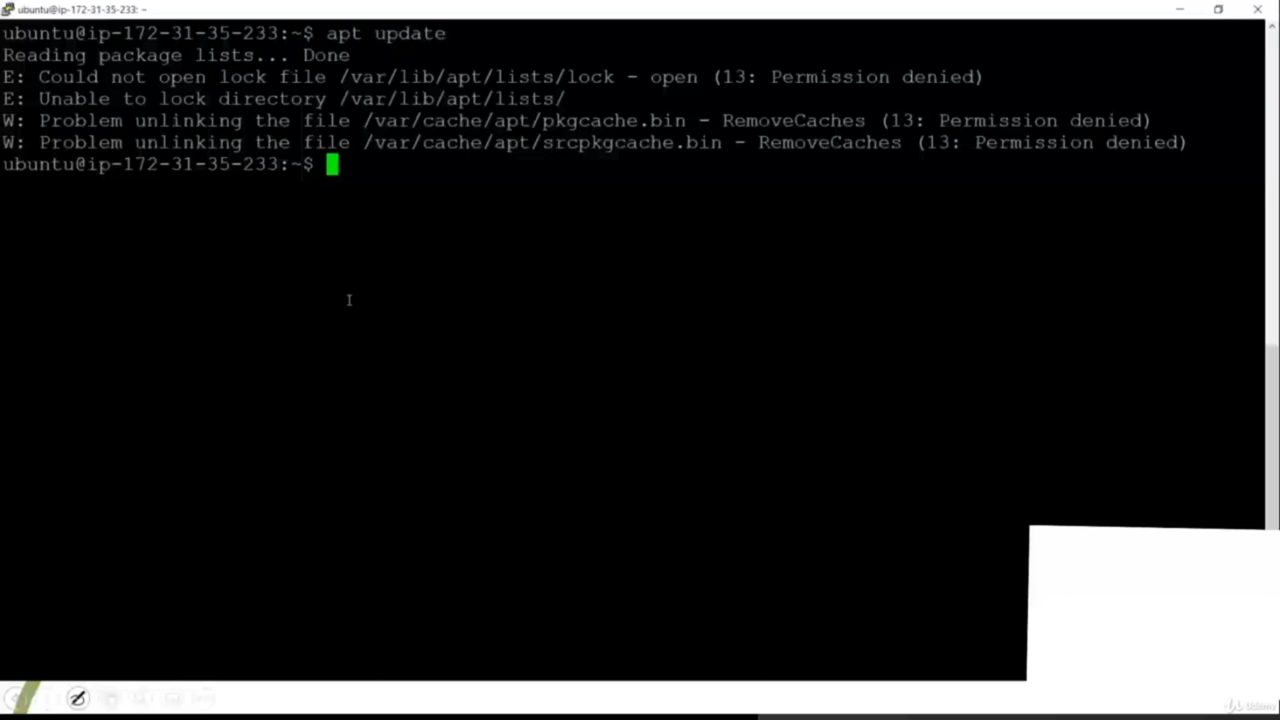 ubuntu@ip-172-31-35-233: ~
ubuntu@ip-172-31-35-233:~$ apt update
Reading package lists... Done
E: Could not open lock file /var/lib/apt/lists/lock - open (13: Permission denied)
E: Unable to lock directory /var/lib/apt/lists/
W: Problem unlinking the file /var/cache/apt/pkgcache.bin - RemoveCaches (13: Permission denied)
W: Problem unlinking the file /var/cache/apt/srcpkgcache.bin - RemoveCaches (13: Permission denied)
ubuntu@ip-172-31-35-233:~$
Udemy